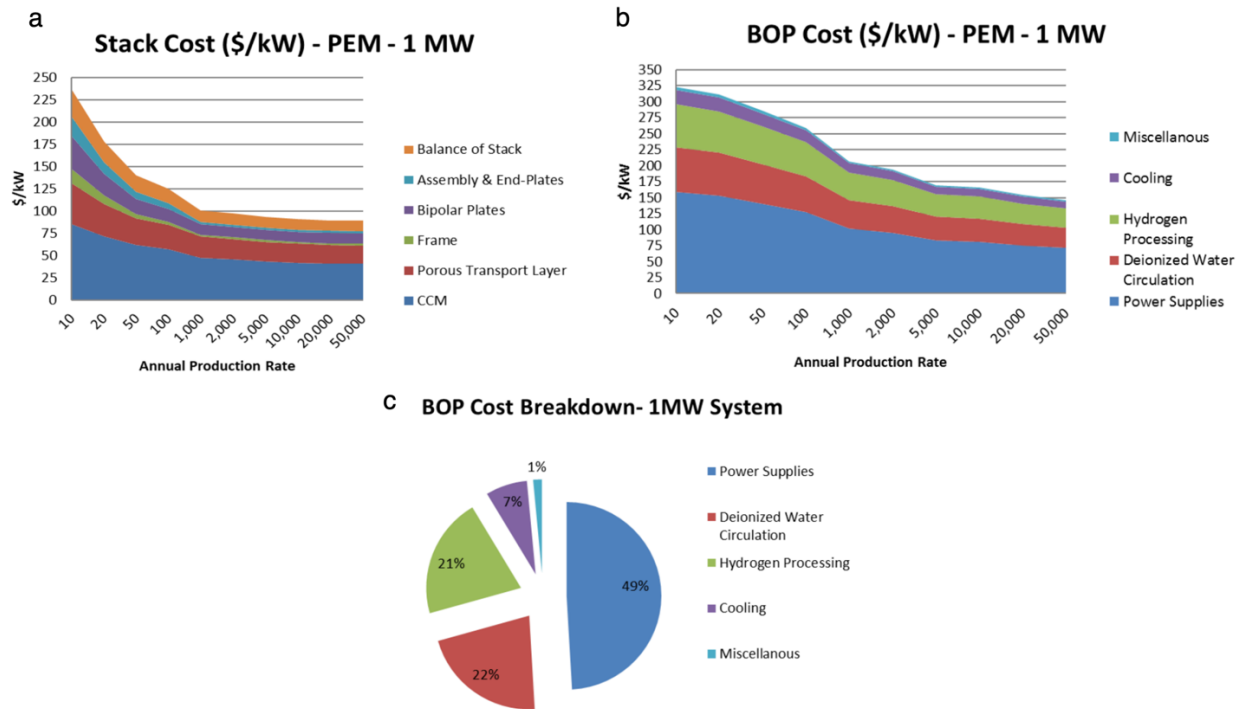 a
Stack Cost ($/kW) - PEM - 1 MW
250
225
200
175
150
125
100
75
50
25
0
$/kW
10
20
50
100
1,000
2,000
5,000
10,000
20,000
50,000
Annual Production Rate
Balance of Stack
Assembly & End-Plates
Bipolar Plates
Frame
Porous Transport Layer
CCM
b
BOP Cost ($/kW) - PEM - 1 MW
350
325
300
275
250
225
200
175
150
125
100
75
50
25
0
$/kW
10
20
50
100
1,000
2,000
5,000
10,000
20,000
50,000
Annual Production Rate
Miscellanous
Cooling
Hydrogen
Processing
Deionized Water
Circulation
Power Supplies
c
BOP Cost Breakdown- 1MW System
1%
7%
21%
49%
22%
Power Supplies
Deionized Water
Circulation
Hydrogen Processing
Cooling
Miscellanous